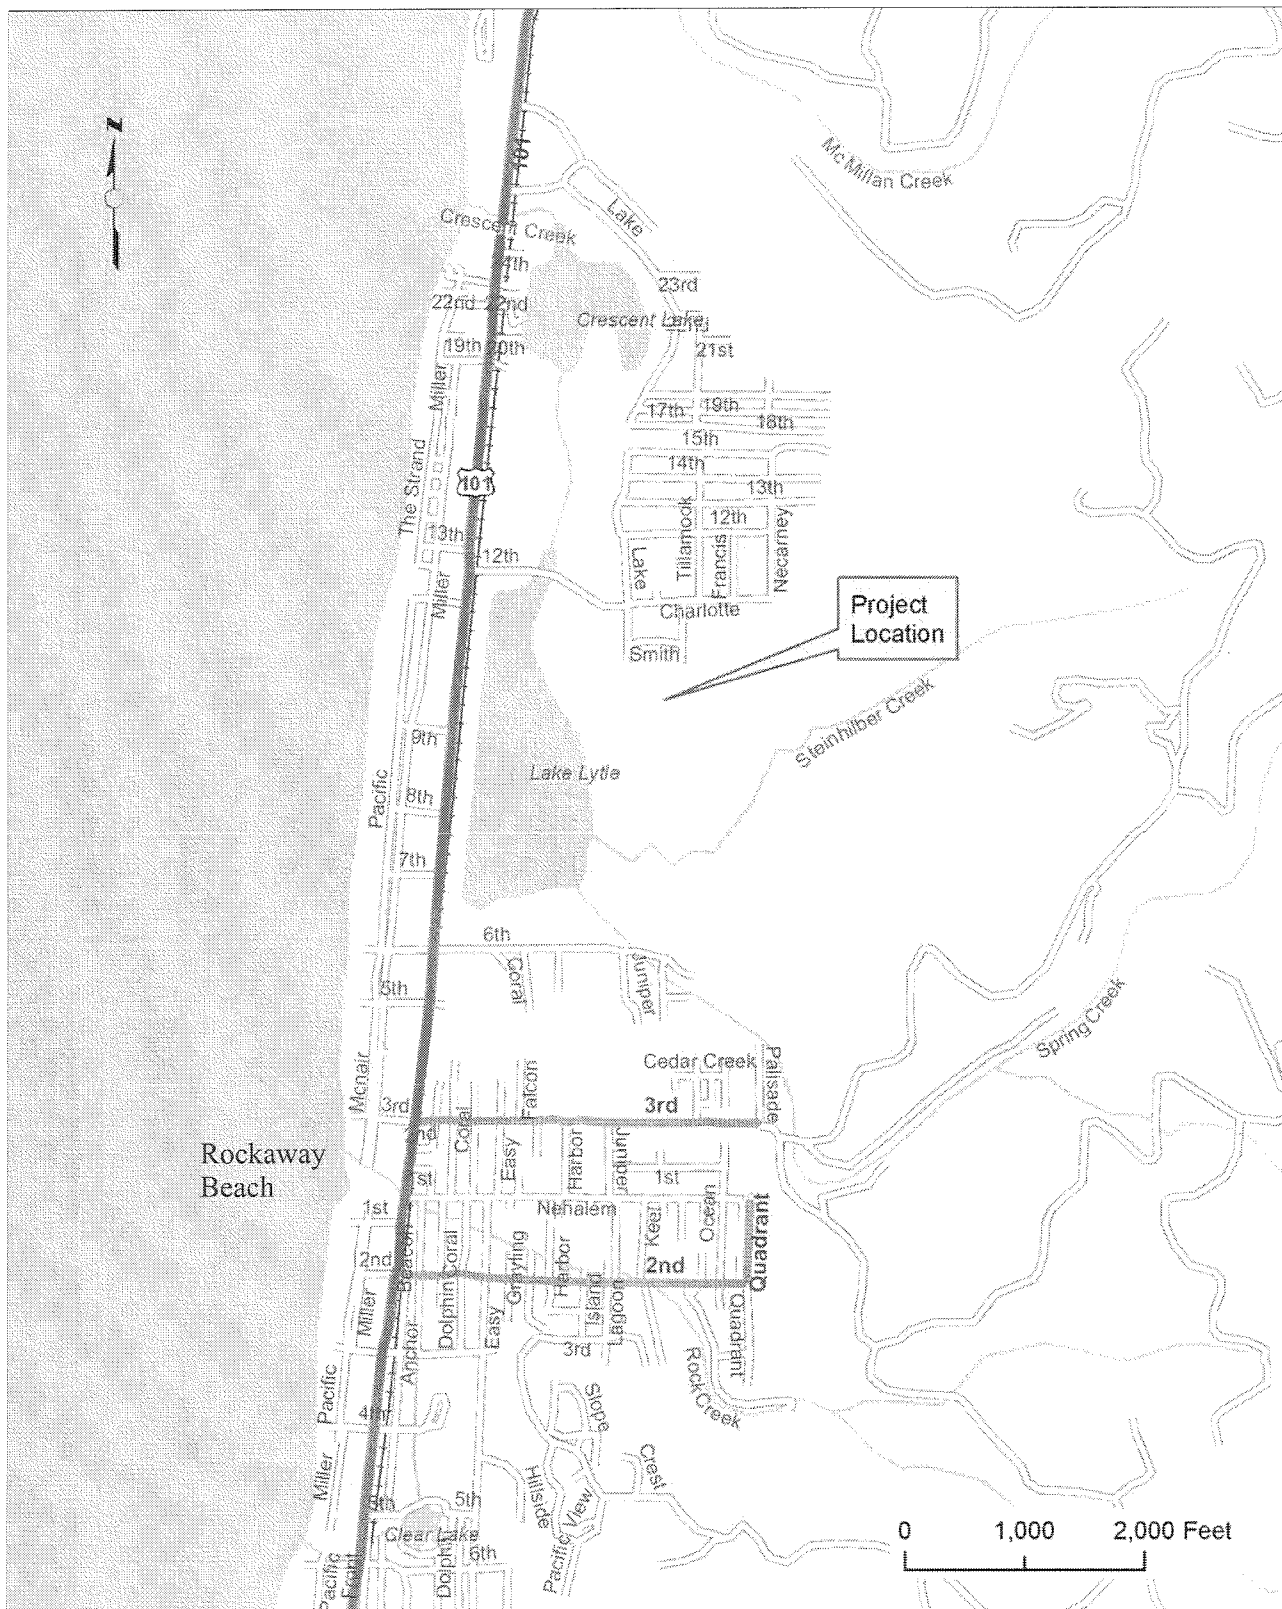 N
101
Mc Millan Creek
Lake
Crescent Creek
23rd
22nd
22nd
Crescent Lake
21st
19th
20th
Miller
17th
19th
18th
15th
14th
101
13th
The Strand
Tillamook
12th
13th
12th
Lake
Francis
Necarney
Miller
Charlotte
Project
Location
Smith
Steinhilber Creek
9th
Lake Lytle
Pacific
8th
7th
6th
Coral
Juniper
5th
Spring Creek
Mcnair
Cedar Creek
Palisade
Falcon
3rd
3rd
Coral
Easy
Harbor
Juniper
1st
Rockaway
Beach
1st
Nehalem
Keel
Ocean
Quadrant
2nd
Beacon
Coral
Grayling
Harbor
2nd
Miller
Dolphin
Easy
Island
Lagoon
Quadrant
Anchor
3rd
Rock Creek
Pacific
4th
Slope
Crest
Miller
Hillside
5th
5th
Pacific View
Clear Lake
6th
Dolphin
Pacific
Front
0 1,000 2,000 Feet